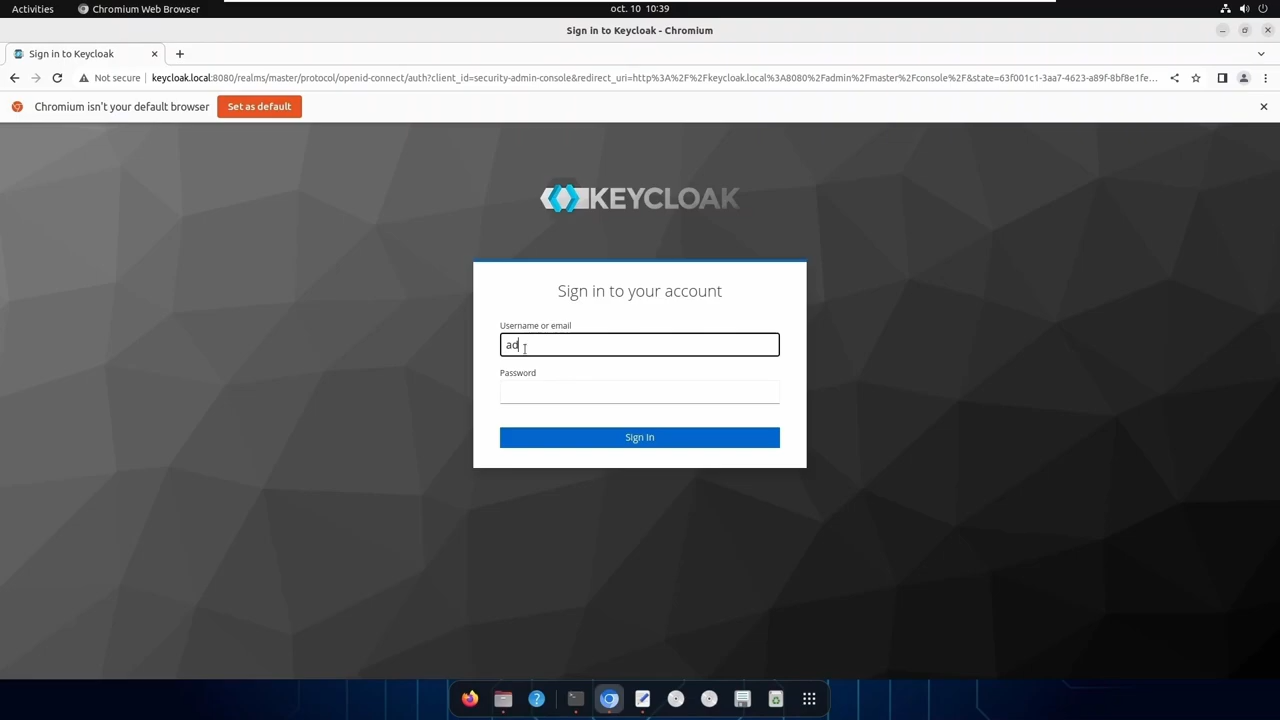 Activities
Chromium Web Browser
oct. 10 10:39
Sign in to Keycloak - Chromium
Sign in to Keycloak
Not secure
keycloak.local:8080/realms/master/protocol/openid-connect/auth?client_id=security-admin-console&redirect_uri=http%3A%2F%2Fkeycloak.local%3A8080%2Fadmin%2Fmaster%2Fconsole%2F&state=63f001c1-3aa7-4623-a89f-8bf8e1fe...
Chromium isn't your default browser
Set as default
KEYCLOAK
Sign in to your account
Username or email
ad
Password
Sign In